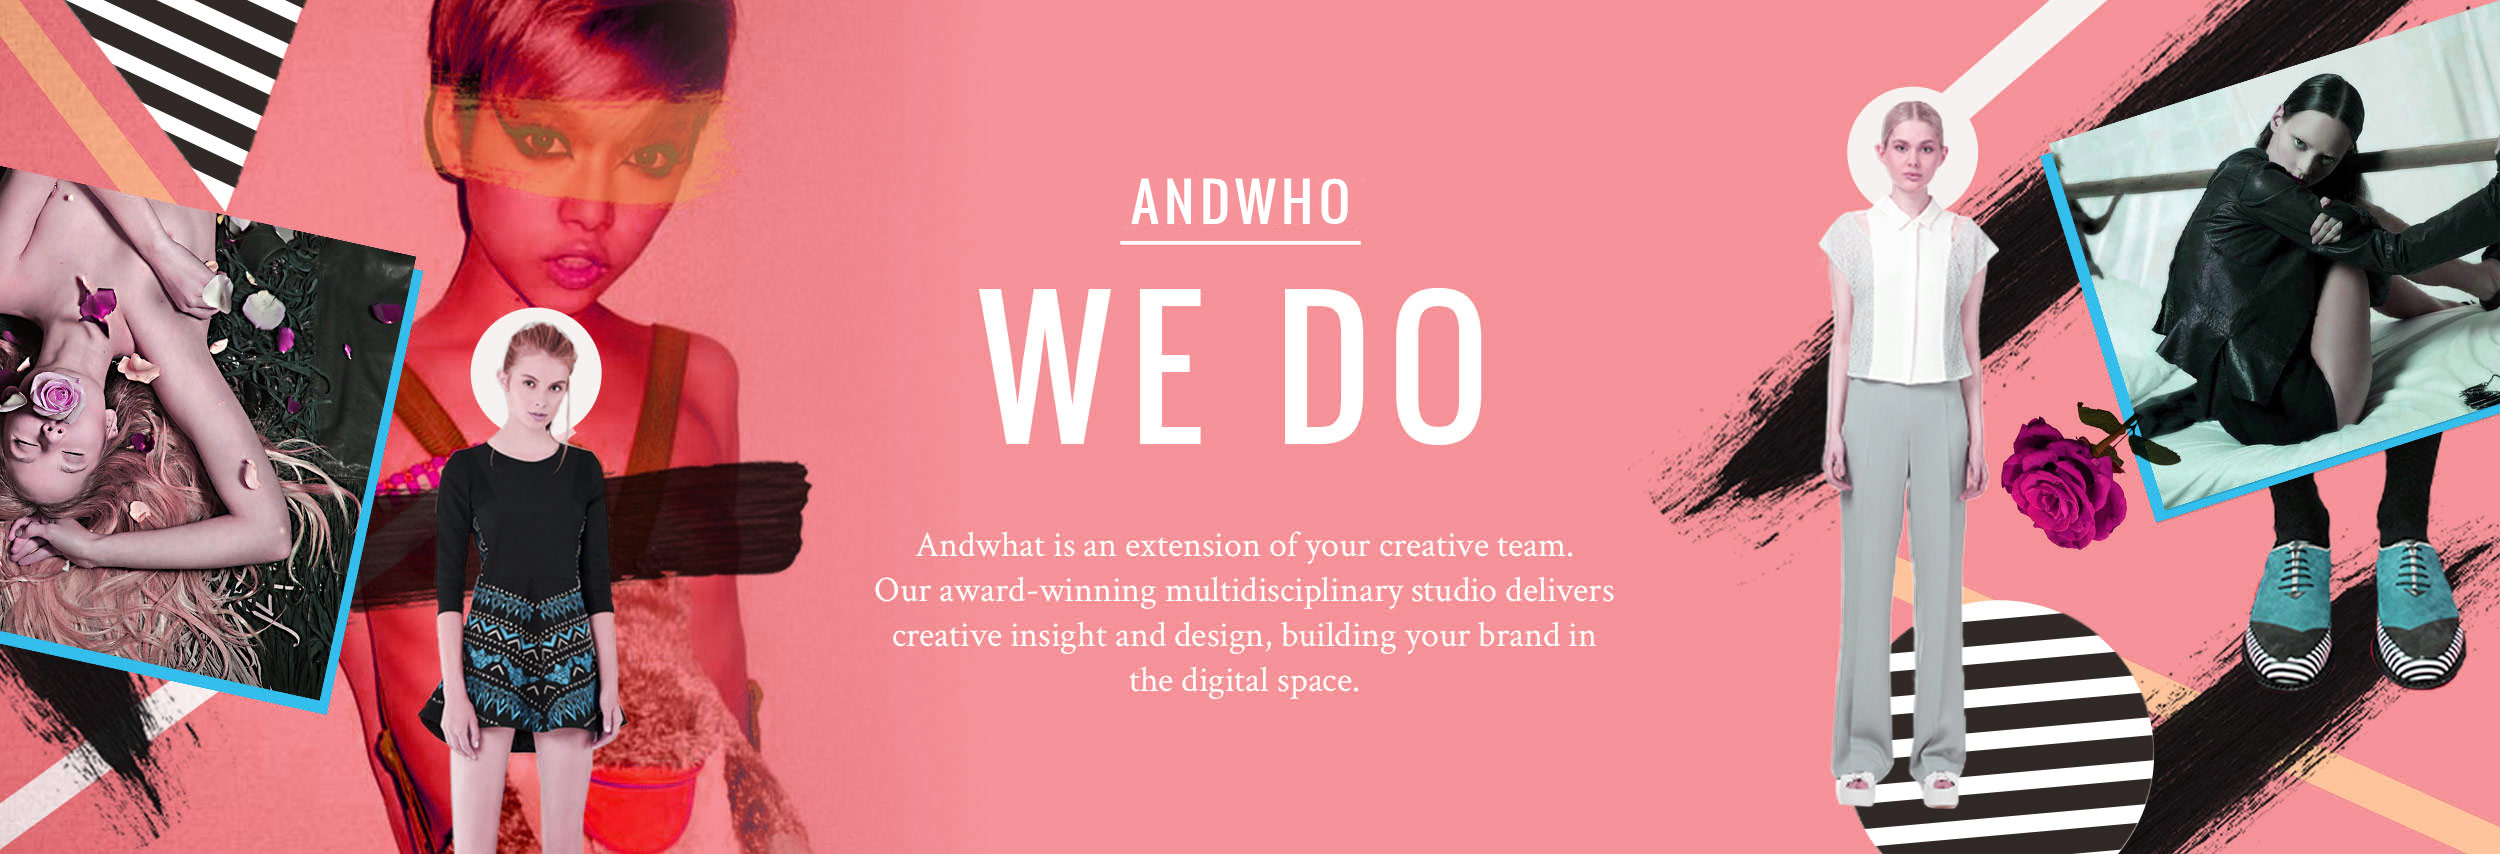 ANDWHO
WE DO
Andwhat is an extension of your creative team.
Our award-winning multidisciplinary studio delivers
creative insight and design, building your brand in
the digital space.